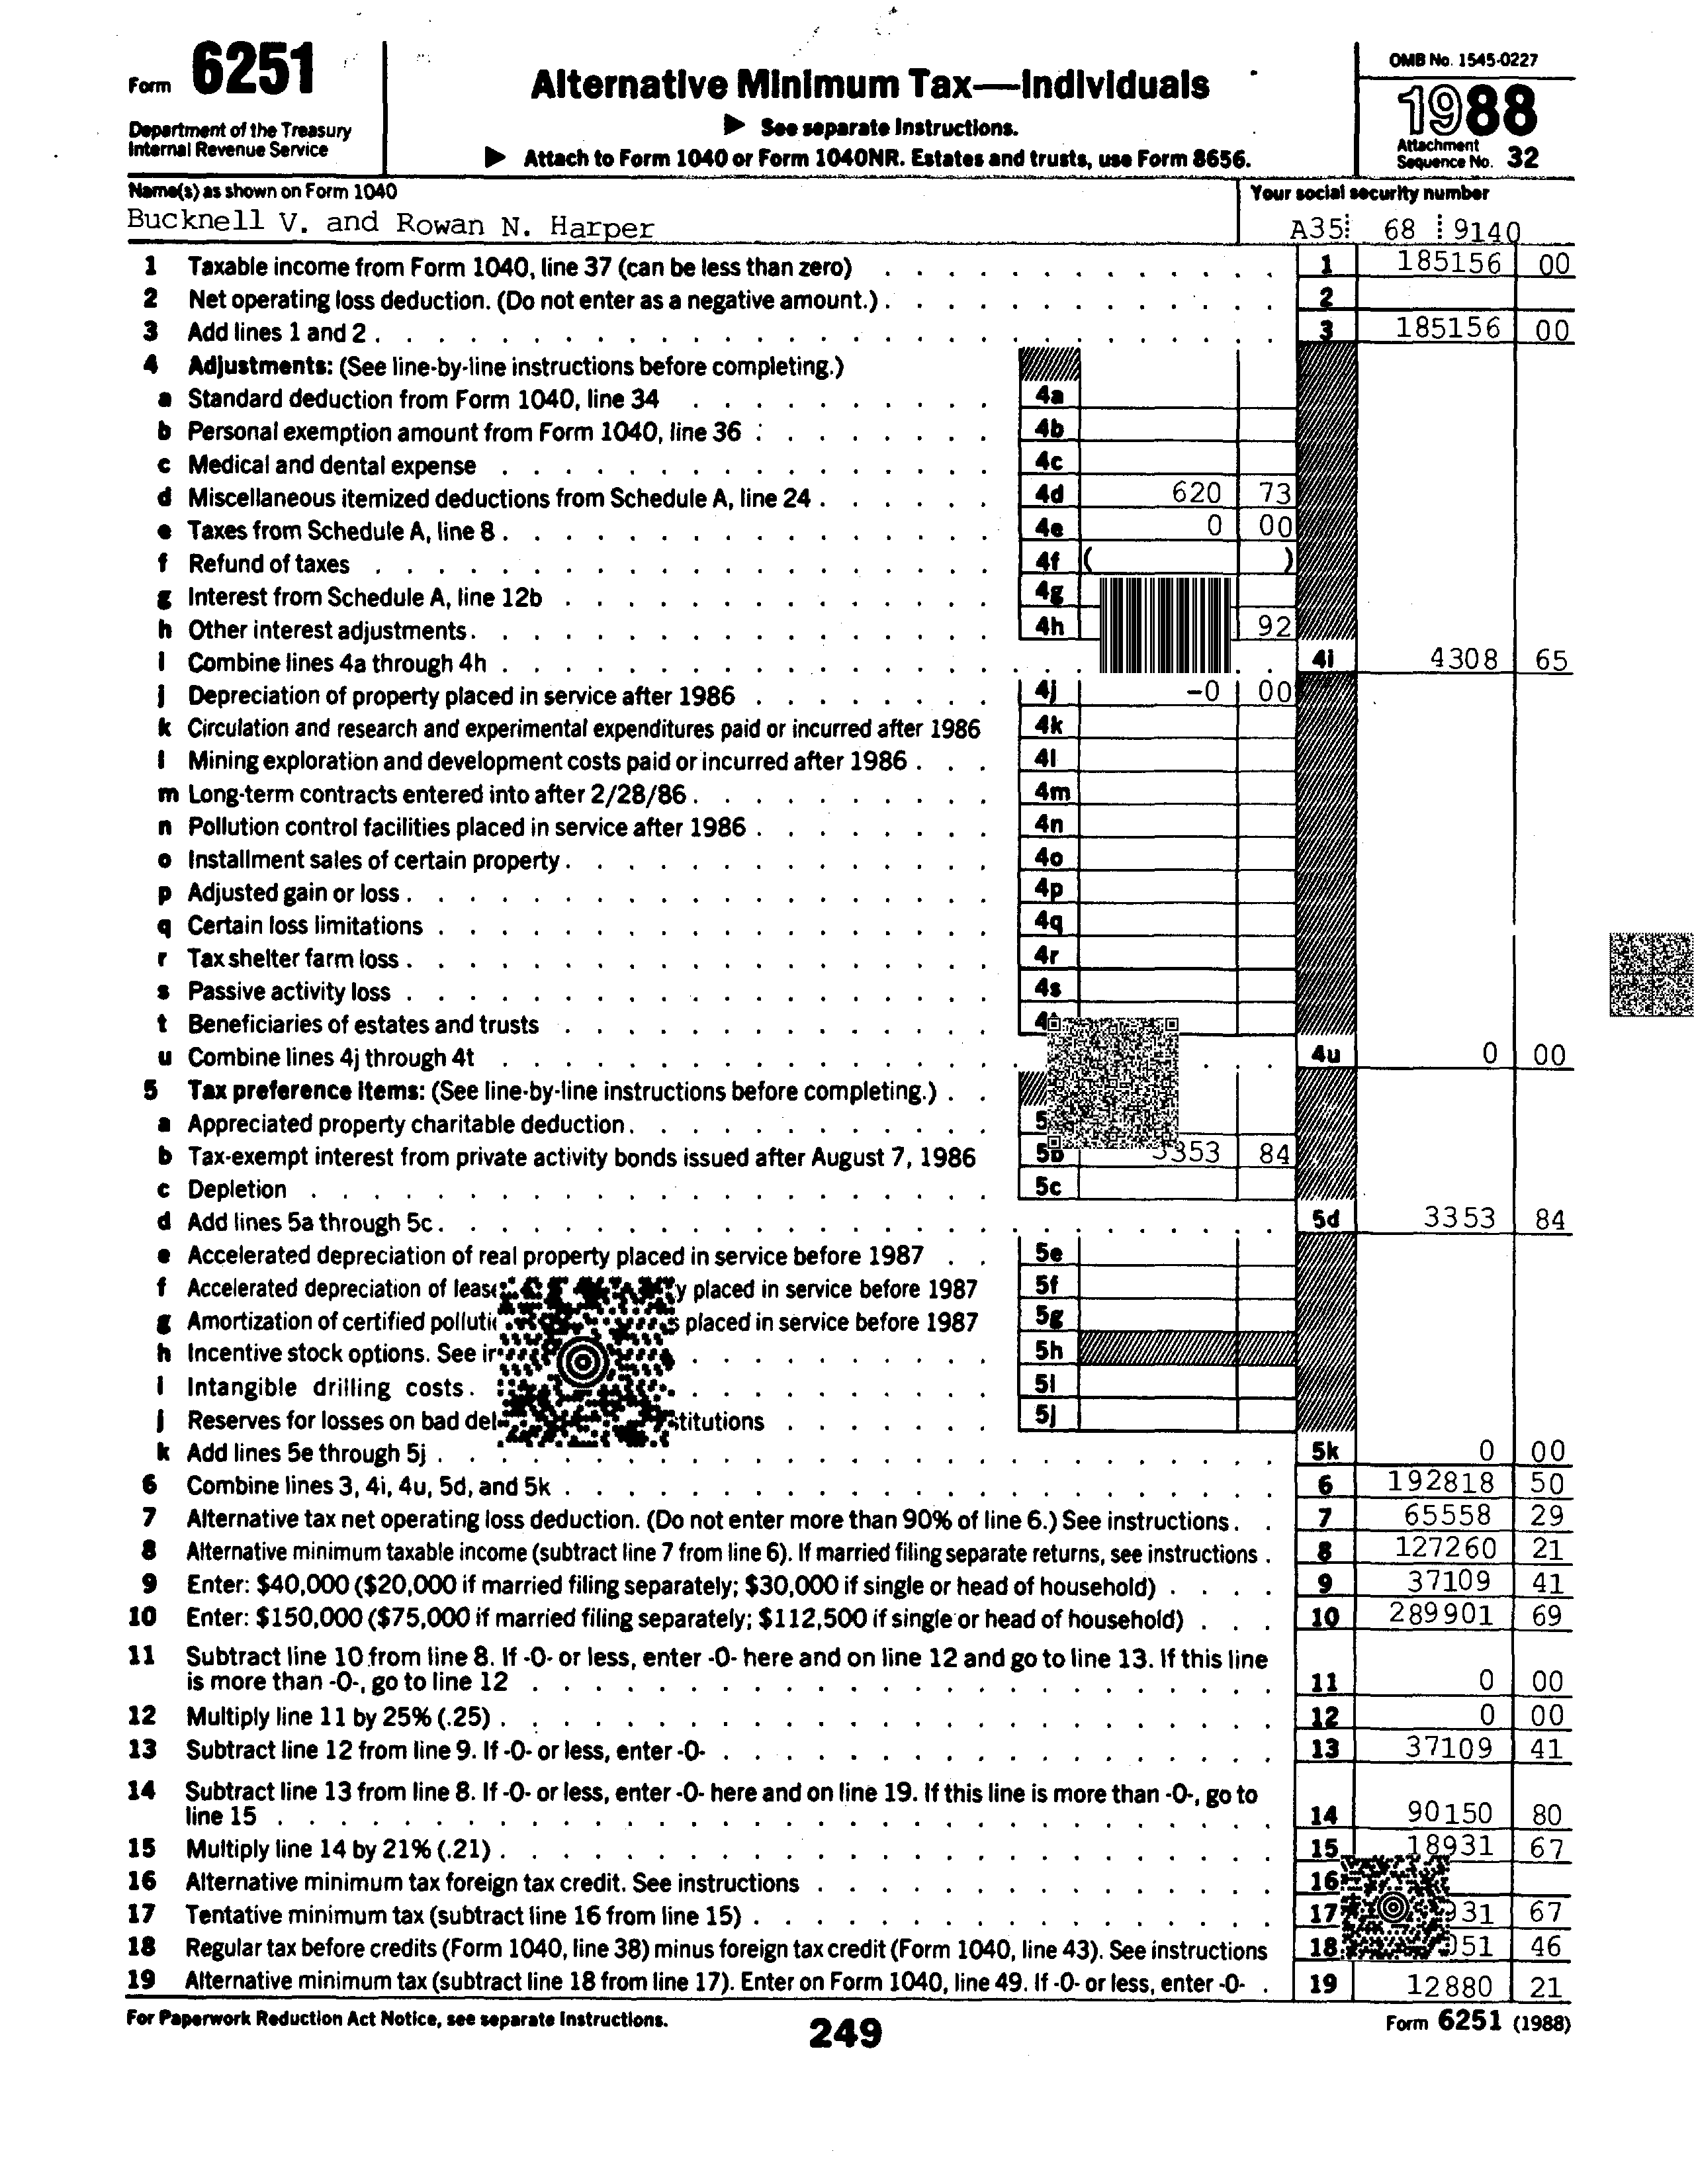 Form 6251
Department of the Treasury
Internal Revenue Service
Alternative Minimum Tax—Individuals
▶ See separate Instructions.
▶ Attach to Form 1040 or Form 1040NR. Estates and trusts, use Form 8656.
OMB No. 1545-0227
1988
Attachment
Sequence No. 32
Name(s) as shown on Form 1040
Your social security number
Bucknell V. and Rowan N. Harper A35 68 9140
1 Taxable income from Form 1040, line 37 (can be less than zero) 1 185156 00
2 Net operating loss deduction. (Do not enter as a negative amount.) 2
3 Add lines 1 and 2 3 185156 00
4 Adjustments: (See line-by-line instructions before completing.)
a Standard deduction from Form 1040, line 34 4a
b Personal exemption amount from Form 1040, line 36 4b
c Medical and dental expense 4c
d Miscellaneous itemized deductions from Schedule A, line 24 4d 620 73
e Taxes from Schedule A, line 8 4e 0 00
f Refund of taxes 4f ( )
g Interest from Schedule A, line 12b 4g
h Other interest adjustments 4h 92
i Combine lines 4a through 4h 4i 4308 65
j Depreciation of property placed in service after 1986 4j -0 00
k Circulation and research and experimental expenditures paid or incurred after 1986 4k
l Mining exploration and development costs paid or incurred after 1986 4l
m Long-term contracts entered into after 2/28/86 4m
n Pollution control facilities placed in service after 1986 4n
o Installment sales of certain property 4o
p Adjusted gain or loss 4p
q Certain loss limitations 4q
r Tax shelter farm loss 4r
s Passive activity loss 4s
t Beneficiaries of estates and trusts
u Combine lines 4j through 4t 4u 0 00
5 Tax preference items: (See line-by-line instructions before completing.)
a Appreciated property charitable deduction
b Tax-exempt interest from private activity bonds issued after August 7, 1986 5b 3353 84
c Depletion 5c
d Add lines 5a through 5c 5d 3353 84
e Accelerated depreciation of real property placed in service before 1987 5e
f Accelerated depreciation of placed in service before 1987 5f
g Amortization of certified placed in service before 1987 5g
h Incentive stock options. See 5h
i Intangible drilling costs 5i
j Reserves for losses on bad 5j
k Add lines 5e through 5j 5k 0 00
6 Combine lines 3, 4i, 4u, 5d, and 5k 6 192818 50
7 Alternative tax net operating loss deduction. (Do not enter more than 90% of line 6.) See instructions 7 65558 29
8 Alternative minimum taxable income (subtract line 7 from line 6). If married filing separate returns, see instructions 8 127260 21
9 Enter: $40,000 ($20,000 if married filing separately; $30,000 if single or head of household) 9 37109 41
10 Enter: $150,000 ($75,000 if married filing separately; $112,500 if single or head of household) 10 289901 69
11 Subtract line 10 from line 8. If -0- or less, enter -0- here and on line 12 and go to line 13. If this line
is more than -0-, go to line 12 11 0 00
12 Multiply line 11 by 25% (.25) 12 0 00
13 Subtract line 12 from line 9. If -0- or less, enter -0- 13 37109 41
14 Subtract line 13 from line 8. If -0- or less, enter -0- here and on line 19. If this line is more than -0-, go to
line 15 14 90150 80
15 Multiply line 14 by 21% (.21) 15 18931 67
16 Alternative minimum tax foreign tax credit. See instructions 16
17 Tentative minimum tax (subtract line 16 from line 15) 17 67
18 Regular tax before credits (Form 1040, line 38) minus foreign tax credit (Form 1040, line 43). See instructions 18 46
19 Alternative minimum tax (subtract line 18 from line 17). Enter on Form 1040, line 49. If -0- or less, enter -0- 19 12880 21
For Paperwork Reduction Act Notice, see separate Instructions.
249
Form 6251 (1988)